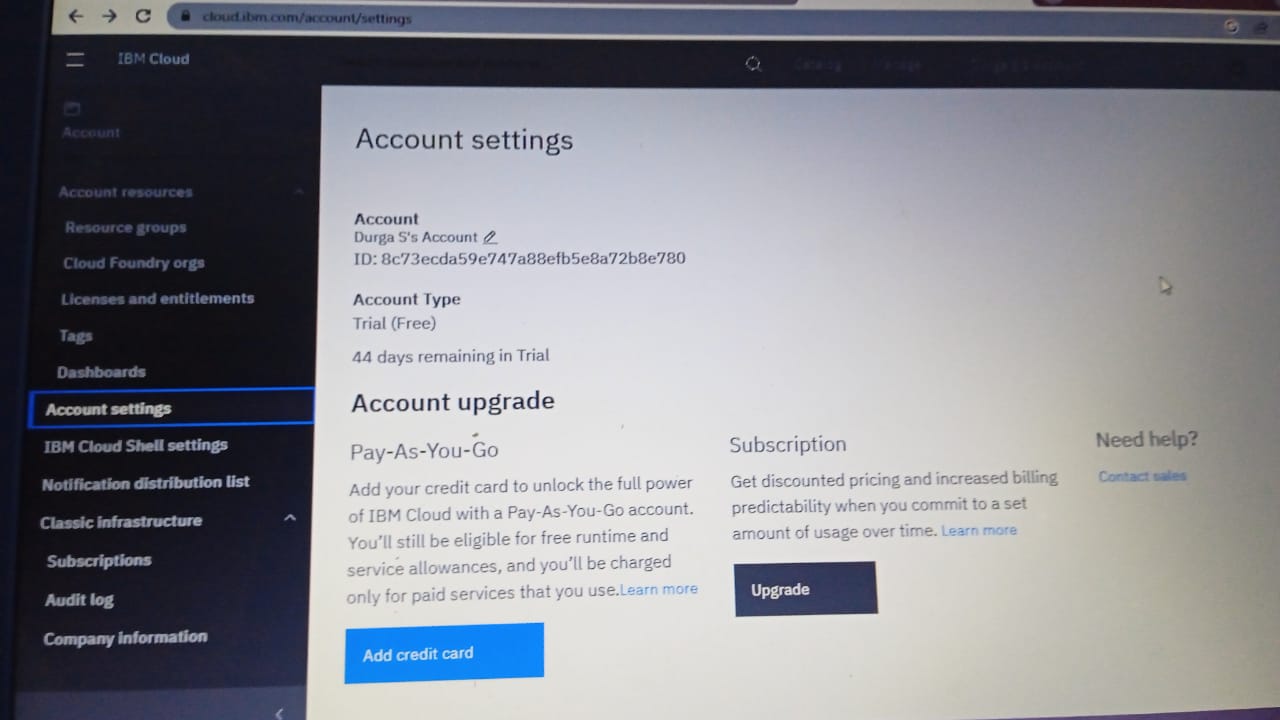 cloud.ibm.com/account/settings
IBM Cloud
Catalog
Manage
Account
Account resources
Resource groups
Cloud Foundry orgs
Licenses and entitlements
Tags
Dashboards
Account settings
IBM Cloud Shell settings
Notification distribution list
Classic infrastructure
Subscriptions
Audit log
Company information
Account settings
Account
Durga S's Account
ID: 8c73ecda59e747a88efb5e8a72b8e780
Account Type
Trial (Free)
44 days remaining in Trial
Account upgrade
Pay-As-You-Go
Add your credit card to unlock the full power
of IBM Cloud with a Pay-As-You-Go account.
You'll still be eligible for free runtime and
service allowances, and you'll be charged
only for paid services that you use.Learn more
Add credit card
Subscription
Get discounted pricing and increased billing
predictability when you commit to a set
amount of usage over time. Learn more
Upgrade
Need help?
Contact sales